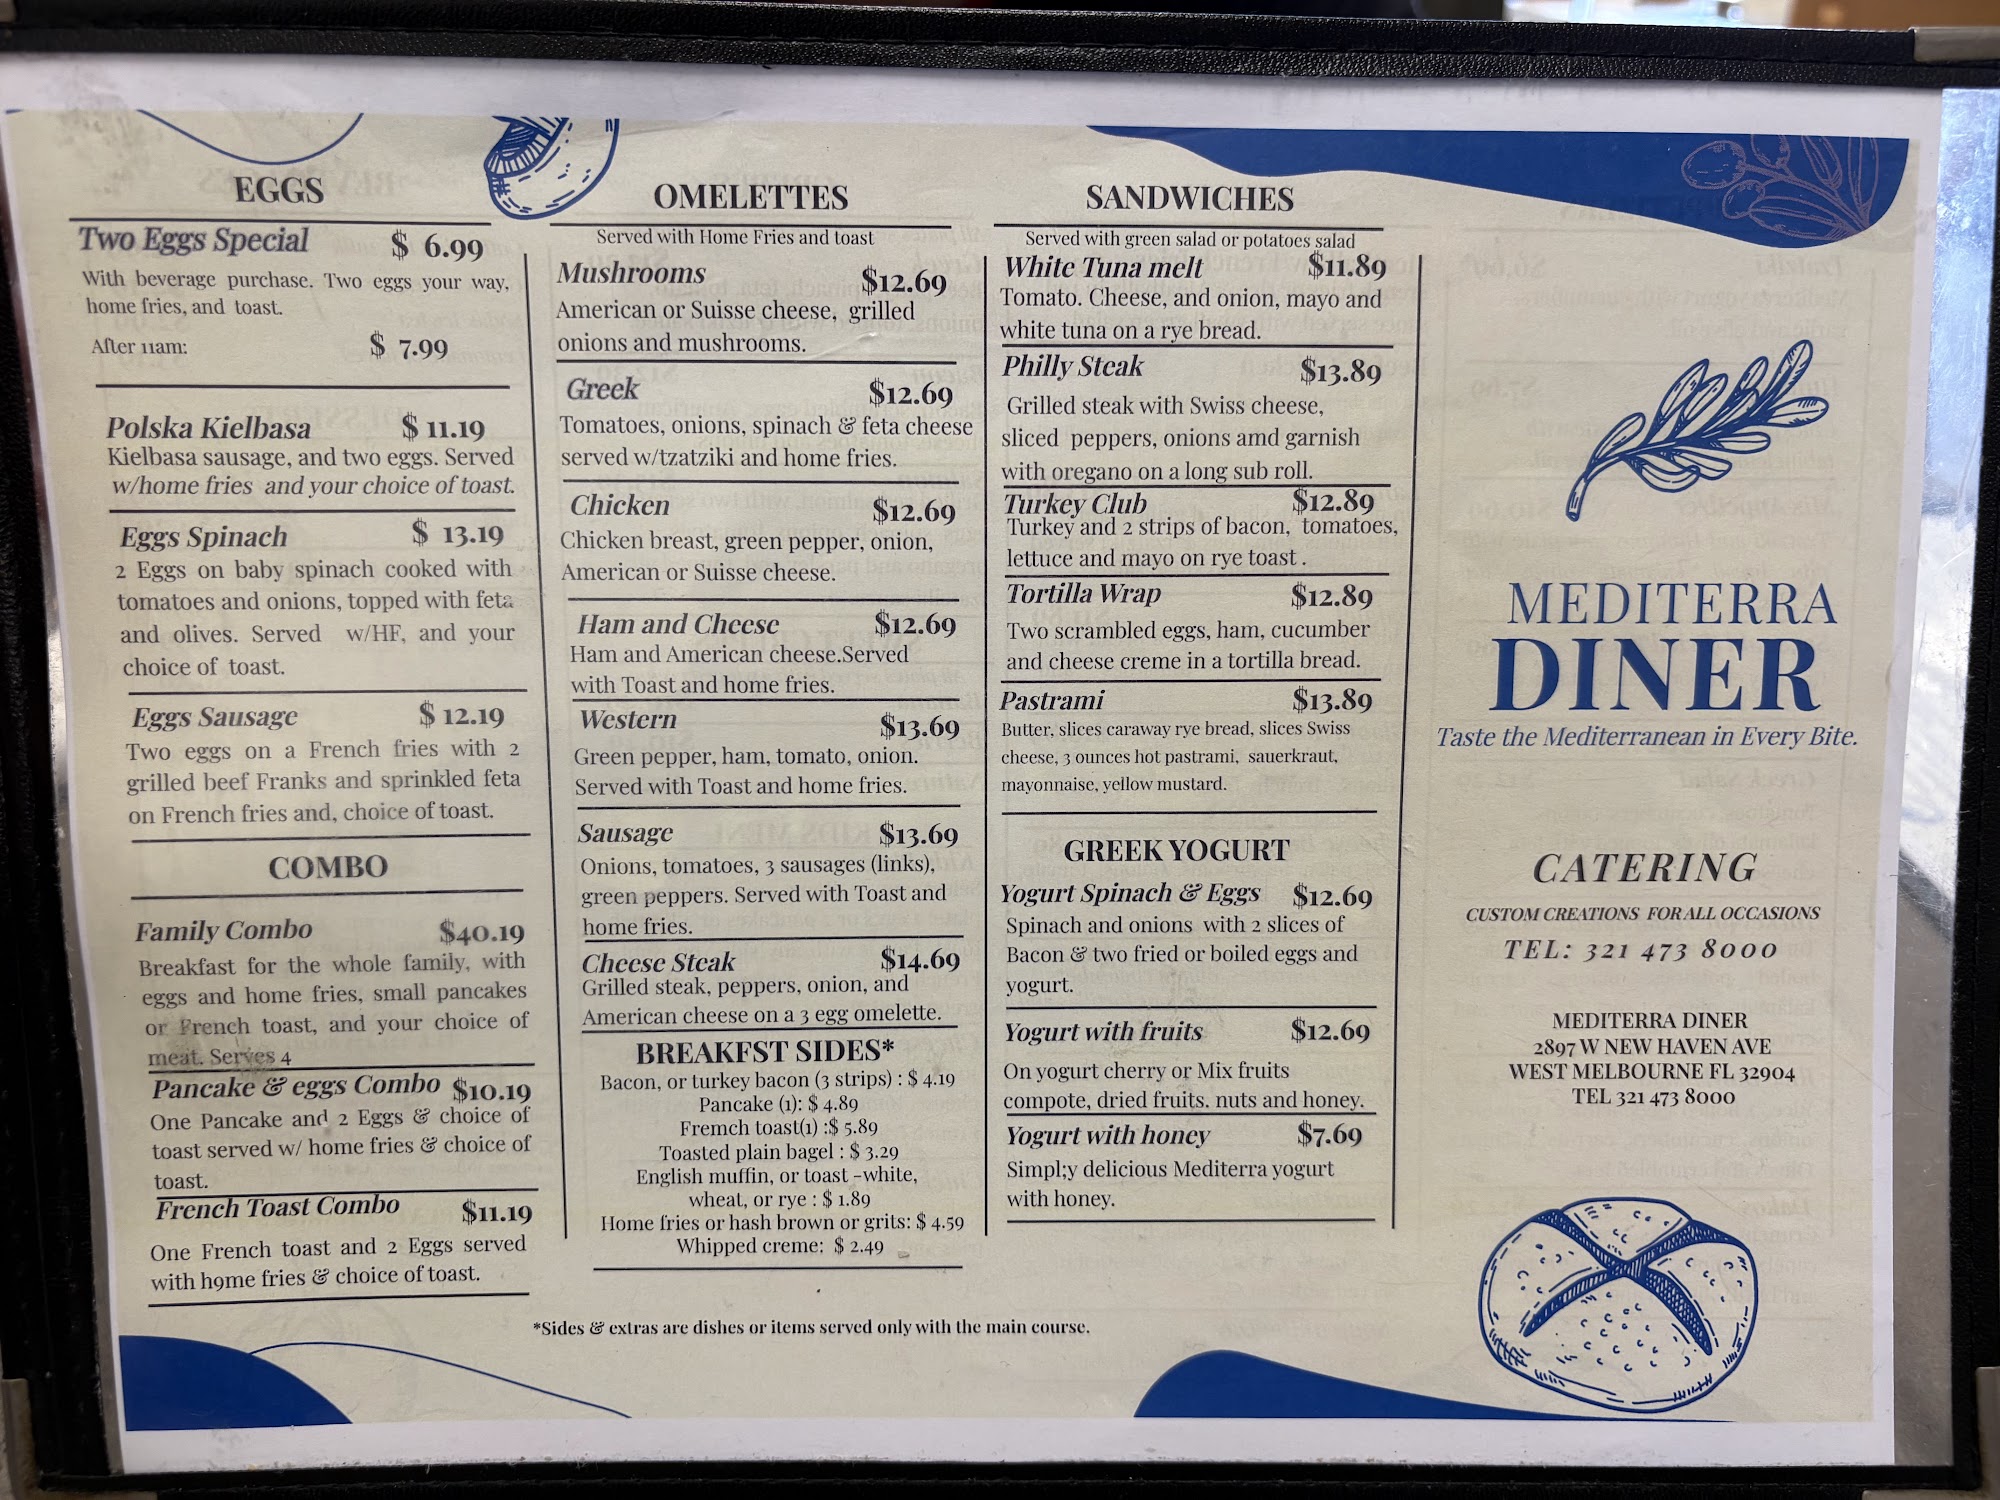 EGGS
Two Eggs Special $ 6.99
With beverage purchase. Two eggs your way,
home fries, and toast.
After 11am: $ 7.99
Polska Kielbasa $ 11.19
Kielbasa sausage, and two eggs. Served
w/home fries and your choice of toast.
Eggs Spinach $ 13.19
2 Eggs on baby spinach cooked with
tomatoes and onions, topped with feta
and olives. Served w/HF, and your
choice of toast.
Eggs Sausage $ 12.19
Two eggs on a French fries with 2
grilled beef Franks and sprinkled feta
on French fries and, choice of toast.
COMBO
Family Combo $40.19
Breakfast for the whole family, with
eggs and home fries, small pancakes
or French toast, and your choice of
meat. Serves 4
Pancake & eggs Combo $10.19
One Pancake and 2 Eggs & choice of
toast served w/ home fries & choice of
toast.
French Toast Combo $11.19
One French toast and 2 Eggs served
with h9me fries & choice of toast.
OMELETTES
Served with Home Fries and toast
Mushrooms $12.69
American or Suisse cheese, grilled
onions and mushrooms.
Greek $12.69
Tomatoes, onions, spinach & feta cheese
served w/tzatziki and home fries.
Chicken $12.69
Chicken breast, green pepper, onion,
American or Suisse cheese.
Ham and Cheese $12.69
Ham and American cheese.Served
with Toast and home fries.
Western $13.69
Green pepper, ham, tomato, onion.
Served with Toast and home fries.
Sausage $13.69
Onions, tomatoes, 3 sausages (links),
green peppers. Served with Toast and
home fries.
Cheese Steak $14.69
Grilled steak, peppers, onion, and
American cheese on a 3 egg omelette.
BREAKFST SIDES*
Bacon, or turkey bacon (3 strips) : $ 4.19
Pancake (1): $ 4.89
Fremch toast(1) :$ 5.89
Toasted plain bagel : $ 3.29
English muffin, or toast -white,
wheat, or rye : $ 1.89
Home fries or hash brown or grits: $ 4.59
Whipped creme: $ 2.49
*Sides & extras are dishes or items served only with the main course.
SANDWICHES
Served with green salad or potatoes salad
White Tuna melt $11.89
Tomato. Cheese, and onion, mayo and
white tuna on a rye bread.
Philly Steak $13.89
Grilled steak with Swiss cheese,
sliced peppers, onions amd garnish
with oregano on a long sub roll.
Turkey Club $12.89
Turkey and 2 strips of bacon, tomatoes,
lettuce and mayo on rye toast .
Tortilla Wrap $12.89
Two scrambled eggs, ham, cucumber
and cheese creme in a tortilla bread.
Pastrami $13.89
Butter, slices caraway rye bread, slices Swiss
cheese, 3 ounces hot pastrami, sauerkraut,
mayonnaise, yellow mustard.
GREEK YOGURT
Yogurt Spinach & Eggs $12.69
Spinach and onions with 2 slices of
Bacon & two fried or boiled eggs and
yogurt.
Yogurt with fruits $12.69
On yogurt cherry or Mix fruits
compote, dried fruits. nuts and honey.
Yogurt with honey $7.69
Simpl;y delicious Mediterra yogurt
with honey.
MEDITERRA
DINER
Taste the Mediterranean in Every Bite.
CATERING
CUSTOM CREATIONS FOR ALL OCCASIONS
TEL: 321 473 8000
MEDITERRA DINER
2897 W NEW HAVEN AVE
WEST MELBOURNE FL 32904
TEL 321 473 8000